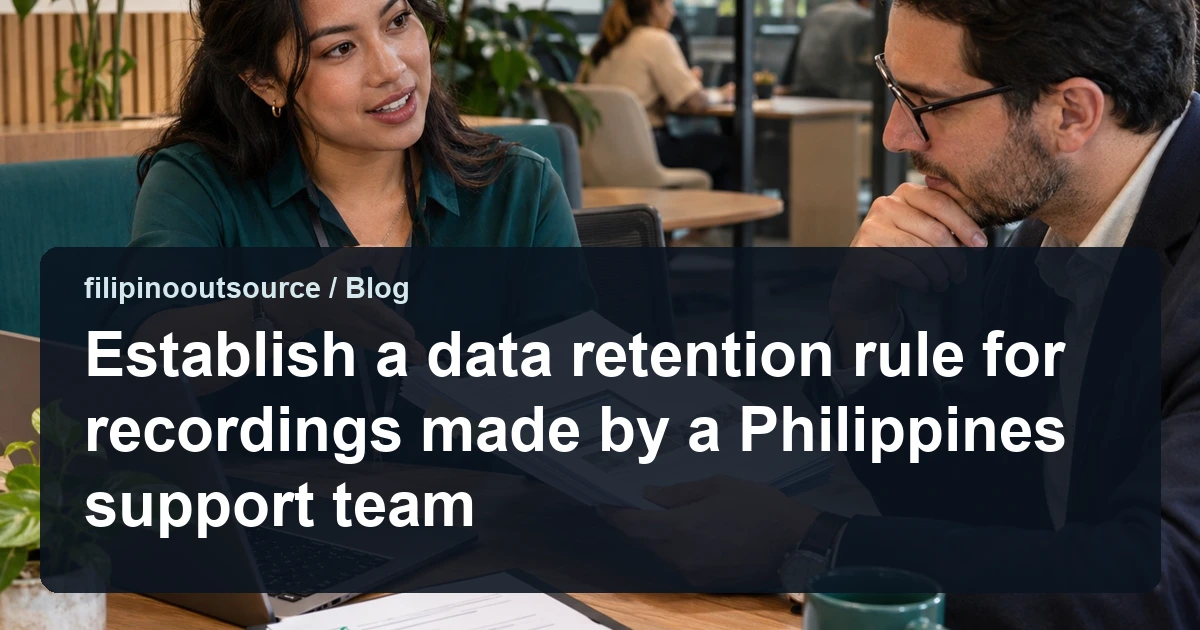 filipinooutsource / Blog
Establish a data retention rule for
recordings made by a Philippines
support team